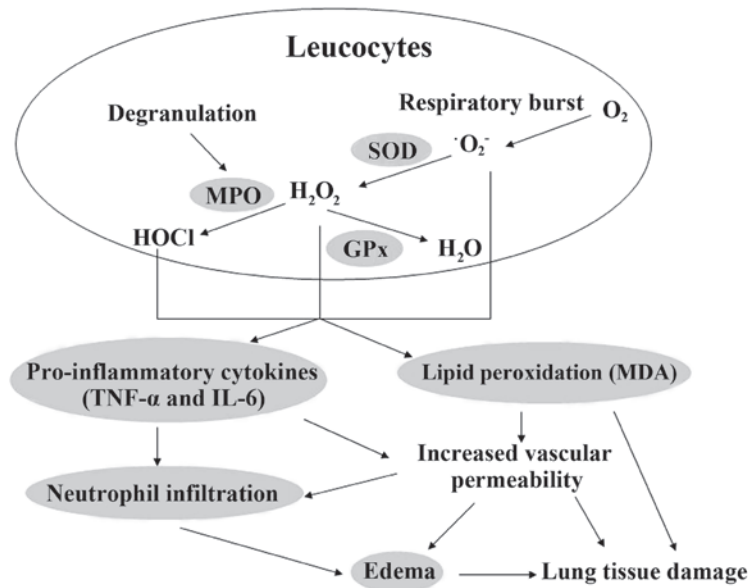 Leucocytes
Respiratory burst
O₂
Degranulation
·O₂⁻
SOD
MPO
H₂O₂
HOCl
GPx
H₂O
Pro-inflammatory cytokines
(TNF-α and IL-6)
Lipid peroxidation (MDA)
Increased vascular
permeability
Neutrophil infiltration
Edema
Lung tissue damage